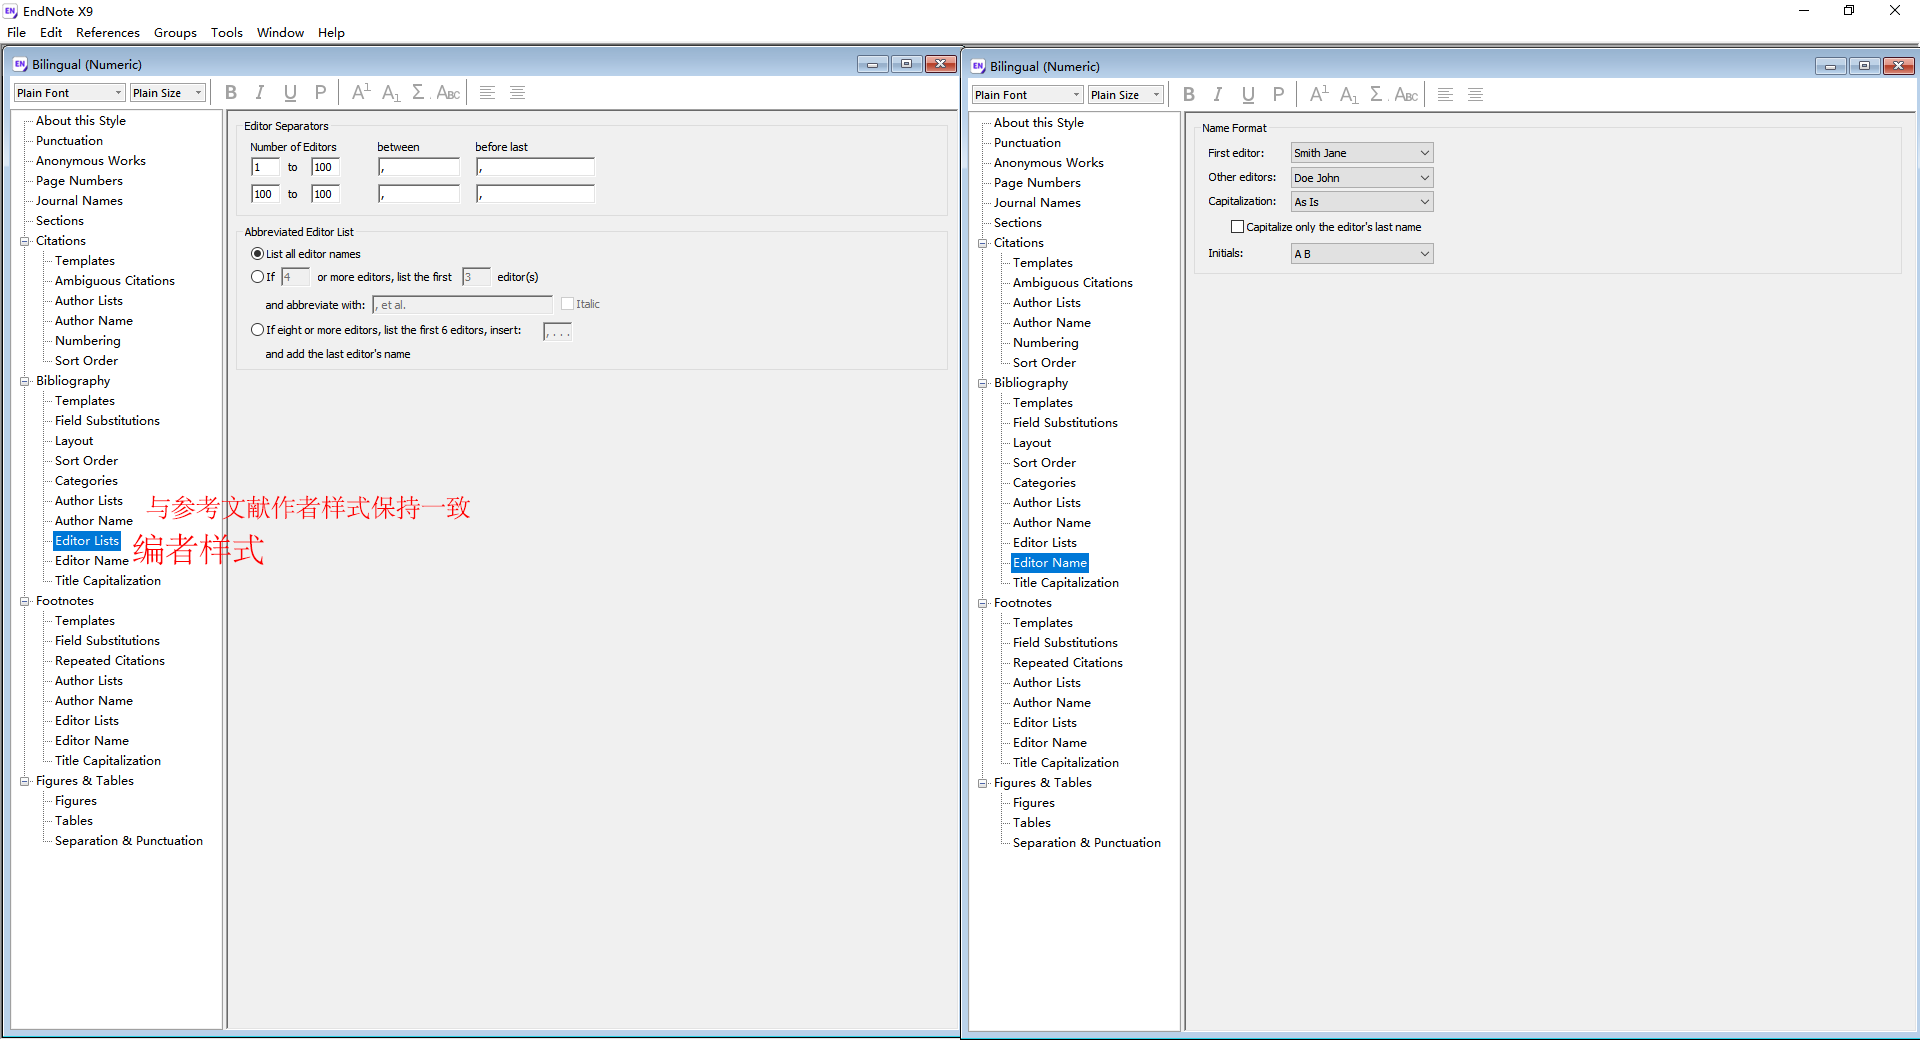 EndNote X9
File Edit References Groups Tools Window Help
Bilingual (Numeric)
Plain Font Plain Size B I U P A1 A1 Σ ABC
About this Style
Punctuation
Anonymous Works
Page Numbers
Journal Names
Sections
Citations
Templates
Ambiguous Citations
Author Lists
Author Name
Numbering
Sort Order
Bibliography
Templates
Field Substitutions
Layout
Sort Order
Categories
Author Lists
Author Name
Editor Lists
Editor Name
Title Capitalization
Footnotes
Templates
Field Substitutions
Repeated Citations
Author Lists
Author Name
Editor Lists
Editor Name
Title Capitalization
Figures & Tables
Figures
Tables
Separation & Punctuation
与参考文献作者样式保持一致
编者样式
Editor Separators
Number of Editors between before last
1 to 100 , ,
100 to 100 , ,
Abbreviated Editor List
List all editor names
If 4 or more editors, list the first 3 editor(s)
and abbreviate with: , et al. Italic
If eight or more editors, list the first 6 editors, insert: , . . .
and add the last editor's name
Bilingual (Numeric)
Plain Font Plain Size B I U P A1 A1 Σ ABC
About this Style
Punctuation
Anonymous Works
Page Numbers
Journal Names
Sections
Citations
Templates
Ambiguous Citations
Author Lists
Author Name
Numbering
Sort Order
Bibliography
Templates
Field Substitutions
Layout
Sort Order
Categories
Author Lists
Author Name
Editor Lists
Editor Name
Title Capitalization
Footnotes
Templates
Field Substitutions
Repeated Citations
Author Lists
Author Name
Editor Lists
Editor Name
Title Capitalization
Figures & Tables
Figures
Tables
Separation & Punctuation
Name Format
First editor: Smith Jane
Other editors: Doe John
Capitalization: As Is
Capitalize only the editor's last name
Initials: A B